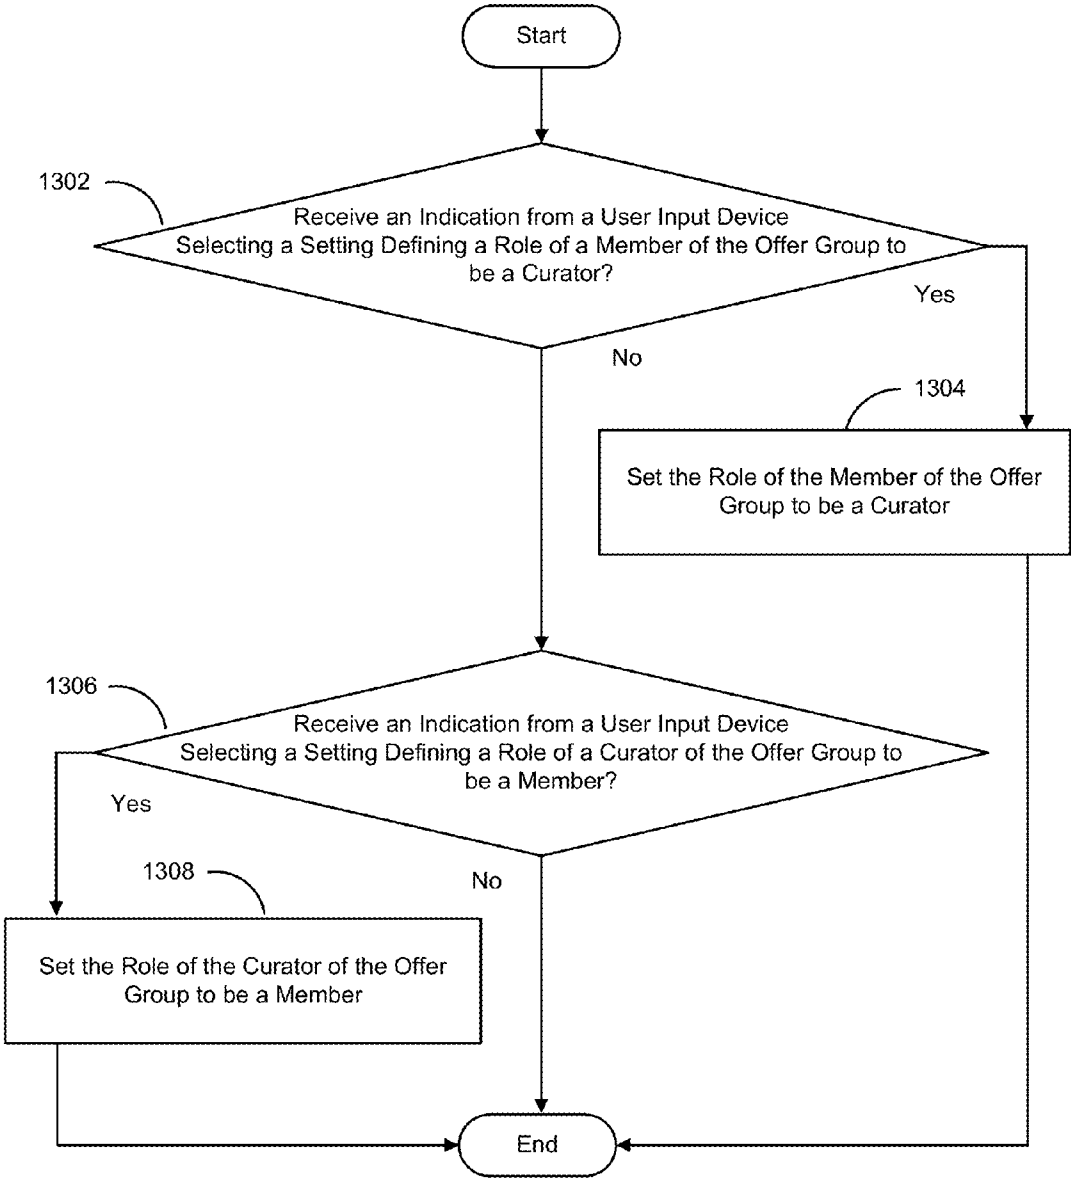 Start
1302
Receive an Indication from a User Input Device
Selecting a Setting Defining a Role of a Member of the Offer Group to
be a Curator?
Yes
No
1304
Set the Role of the Member of the Offer
Group to be a Curator
1306
Receive an Indication from a User Input Device
Selecting a Setting Defining a Role of a Curator of the Offer Group to
be a Member?
Yes
No
1308
Set the Role of the Curator of the Offer
Group to be a Member
End